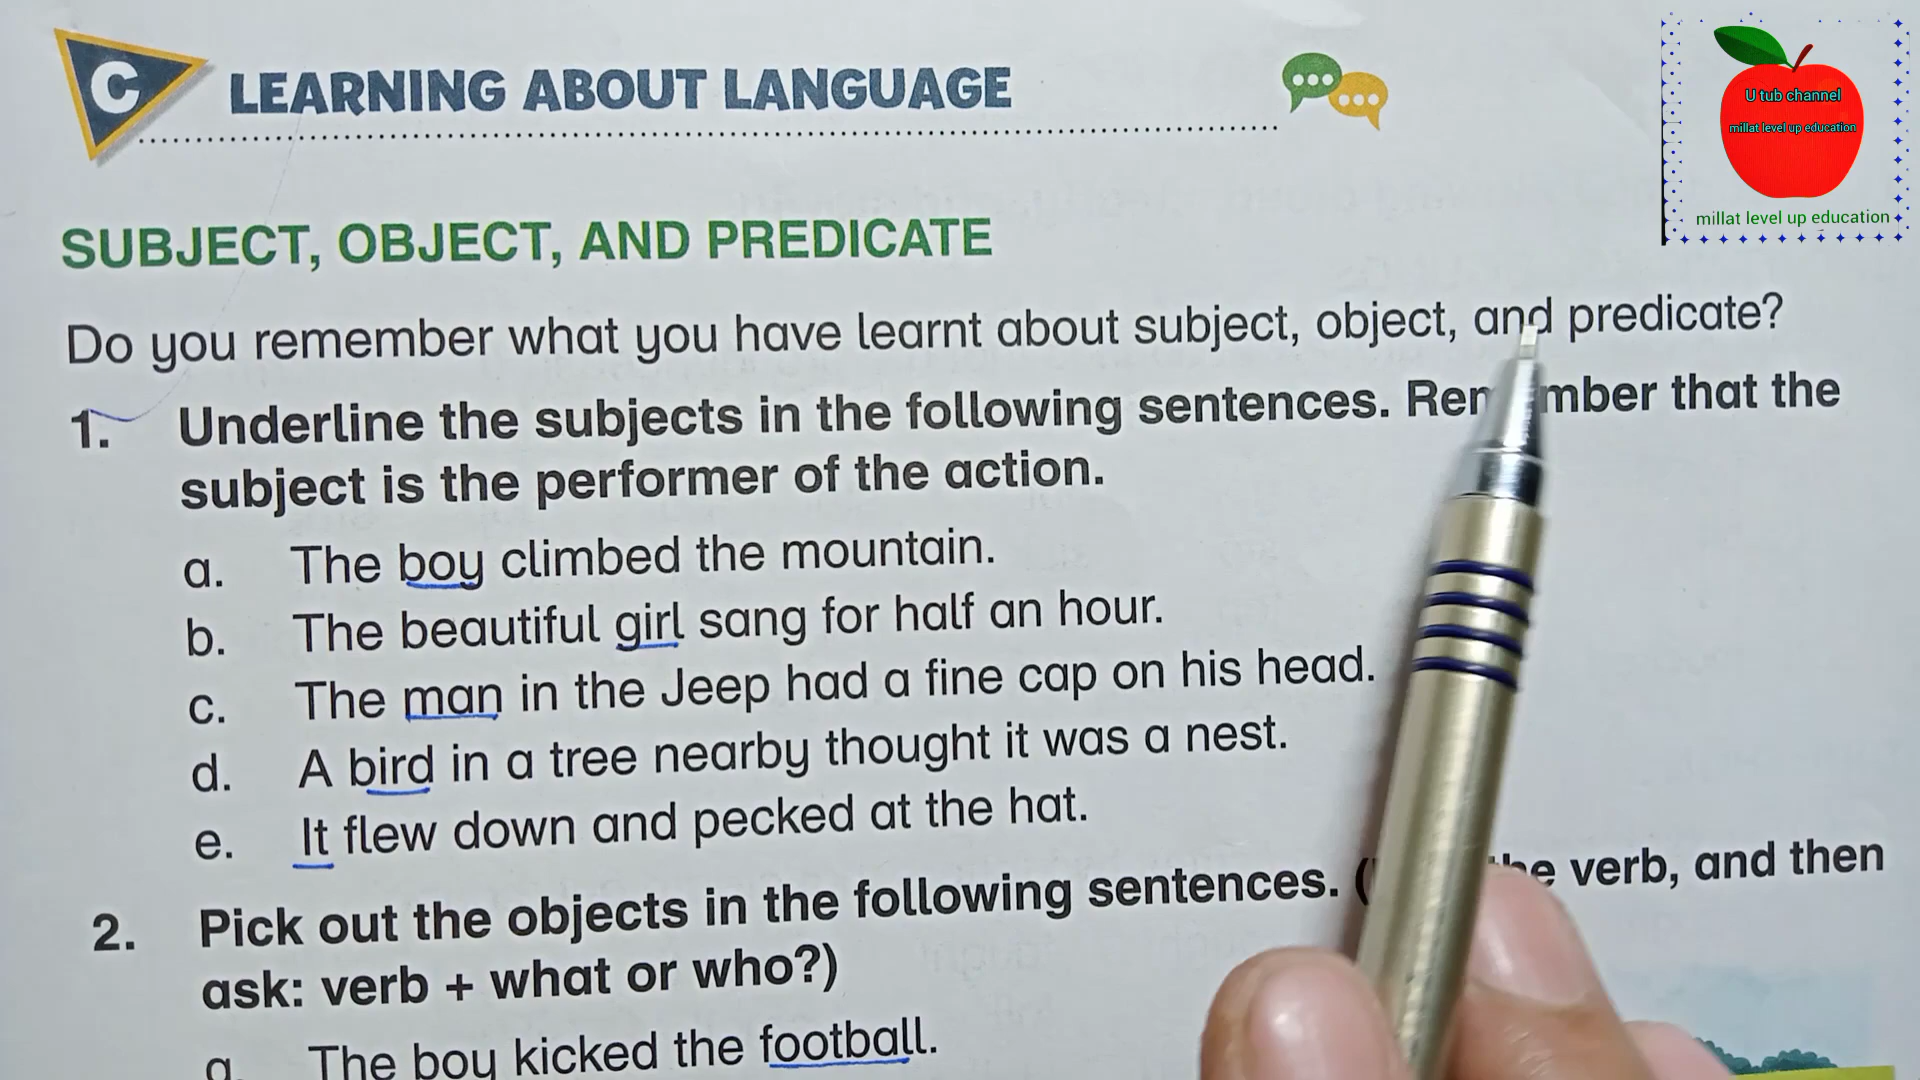 C LEARNING ABOUT LANGUAGE
U tub channel
millat level up education
millat level up education
SUBJECT, OBJECT, AND PREDICATE
Do you remember what you have learnt about subject, object, and predicate?
1. Underline the subjects in the following sentences. Remember that the
subject is the performer of the action.
a. The boy climbed the mountain.
b. The beautiful girl sang for half an hour.
c. The man in the Jeep had a fine cap on his head.
d. A bird in a tree nearby thought it was a nest.
e. It flew down and pecked at the hat.
2. Pick out the objects in the following sentences. ( the verb, and then
ask: verb + what or who?)
a. The boy kicked the football.